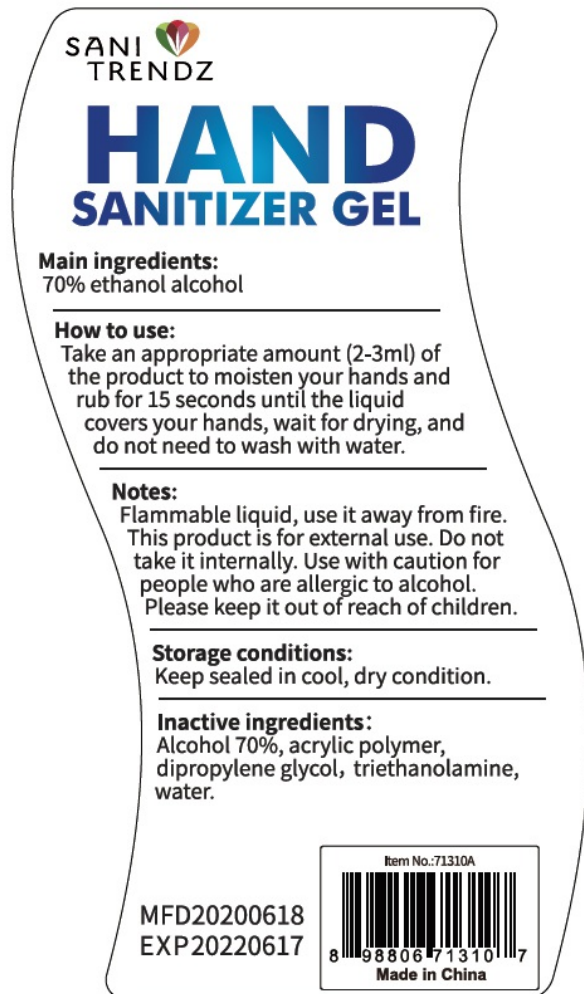 SANI
TRENDZ
HAND
SANITIZER GEL
Main ingredients:
70% ethanol alcohol
How to use:
Take an appropriate amount (2-3ml) of
the product to moisten your hands and
rub for 15 seconds until the liquid
covers your hands, wait for drying, and
do not need to wash with water.
Notes:
Flammable liquid, use it away from fire.
This product is for external use. Do not
take it internally. Use with caution for
people who are allergic to alcohol.
Please keep it out of reach of children.
Storage conditions:
Keep sealed in cool, dry condition.
Inactive ingredients:
Alcohol 70%, acrylic polymer,
dipropylene glycol, triethanolamine,
water.
MFD20200618
EXP20220617
Item No.:71310A
8 98806 71310 7
Made in China